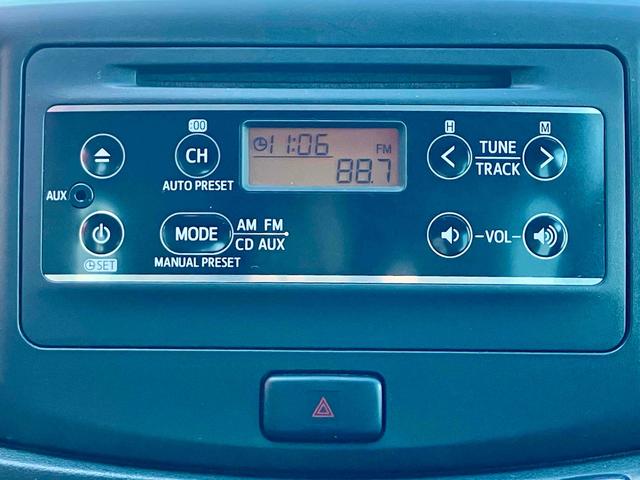 :00
H
M
CH
AUTO PRESET
11:06
FM
88.7
TUNE
TRACK
AUX
MODE
AM FM
CD AUX
MANUAL PRESET
VOL
SET